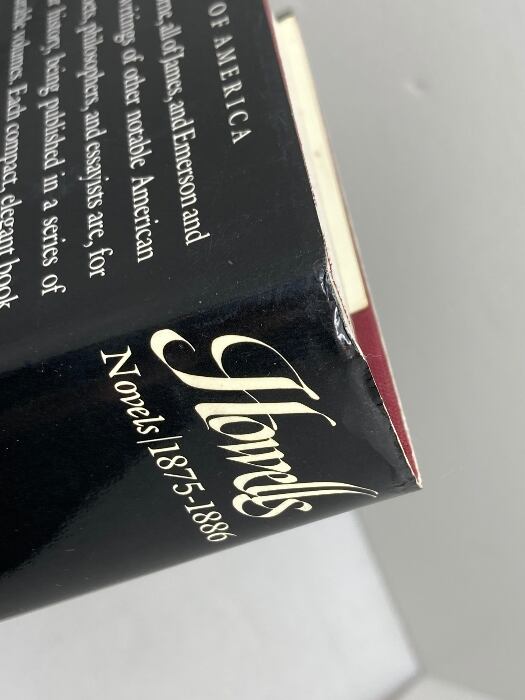 OF AMERICA
all of James, and Emerson and
writings of other notable American
philosophers, and essayists are, for
history, being published in a series of
volumes. Each compact, elegant book
Howells
Novels | 1875-1886